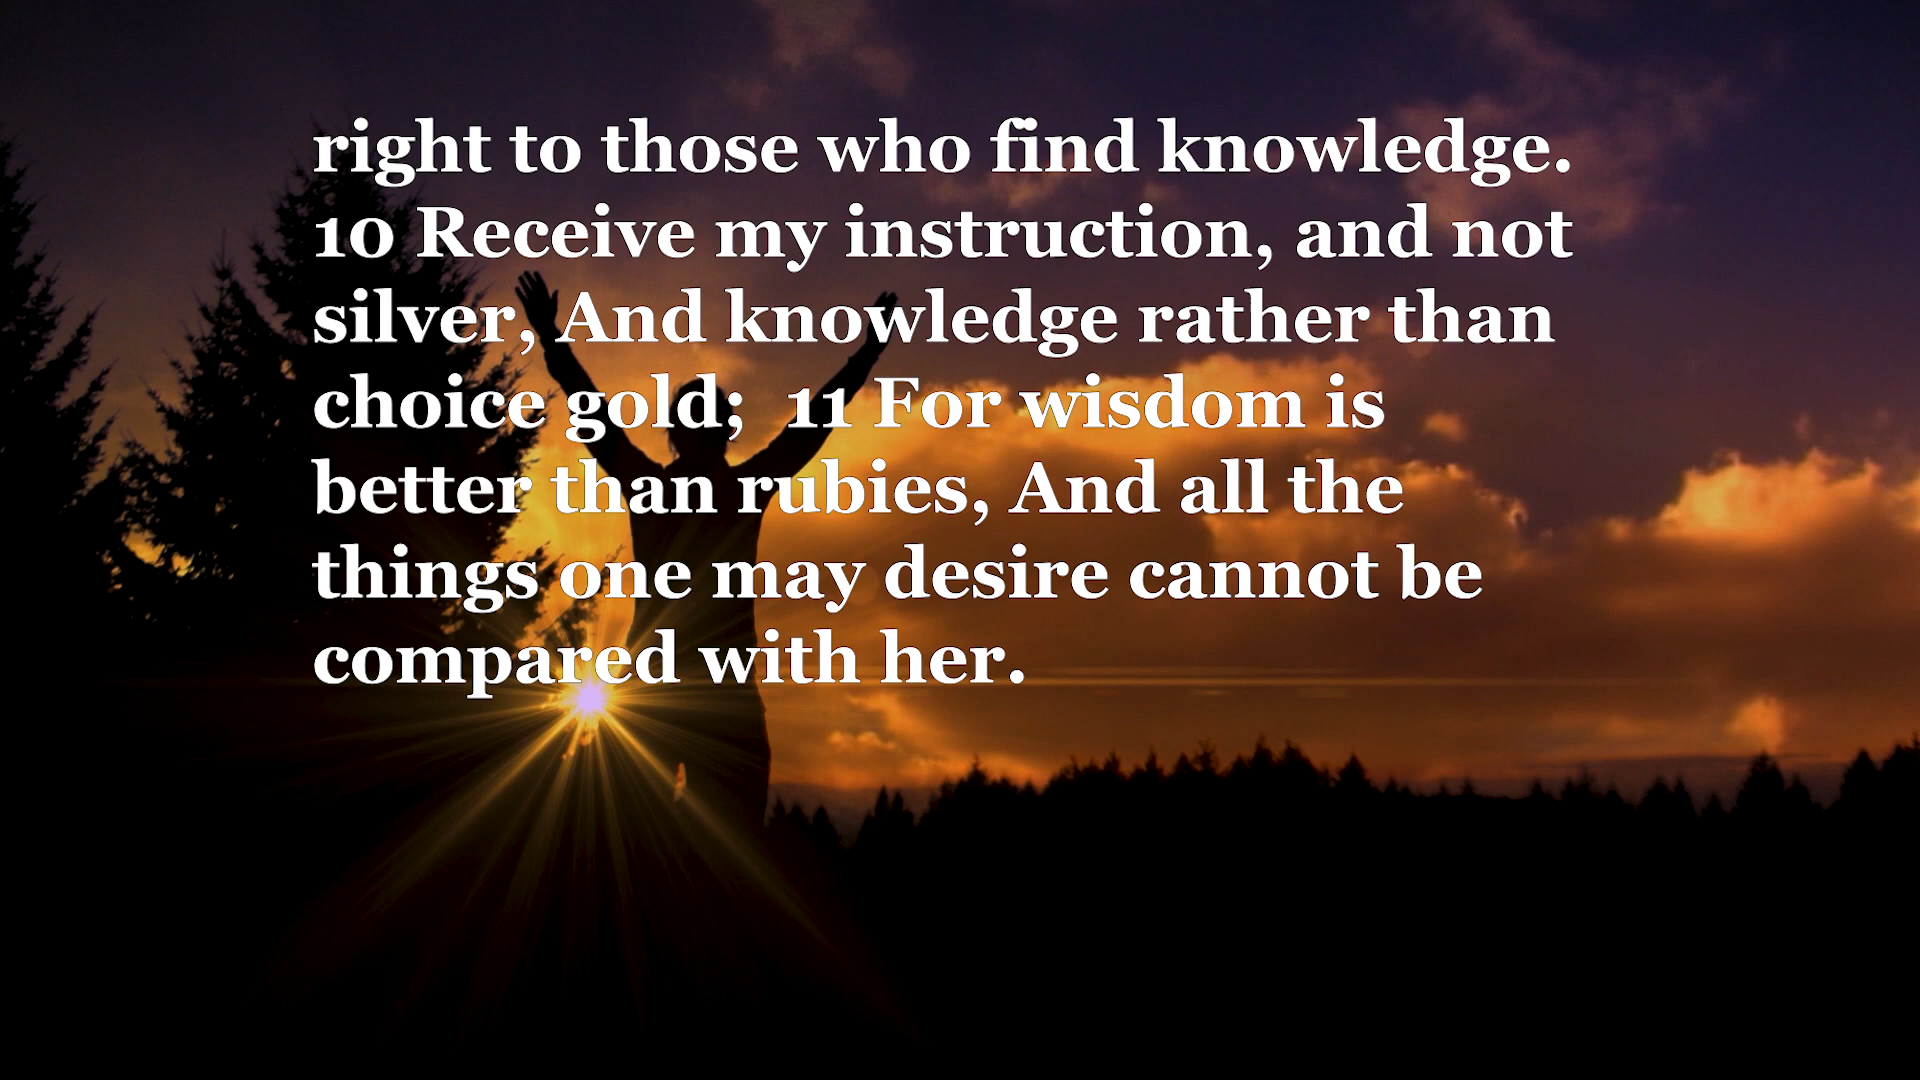 right to those who find knowledge.
10 Receive my instruction, and not
silver, And knowledge rather than
choice gold;  11 For wisdom is
better than rubies, And all the
things one may desire cannot be
compared with her.